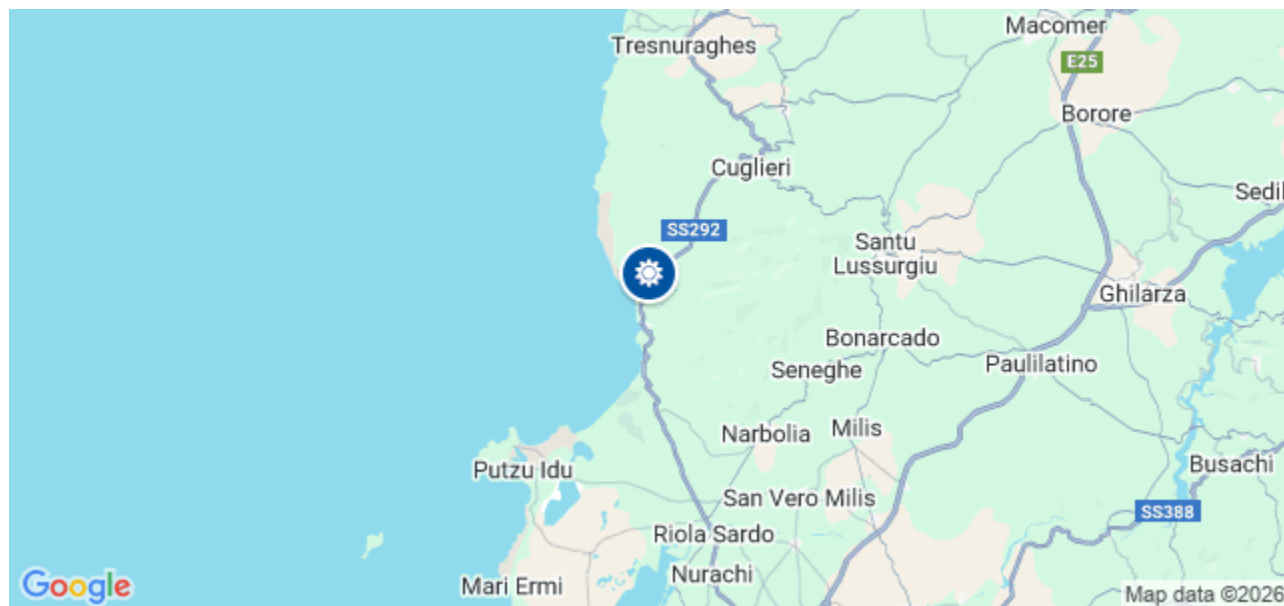 Macomer
Tresnuraghes
E25
Borore
Cuglieri
Sedil
SS292
Santu
Lussurgiu
Ghilarza
Bonarcado
Paulilatino
Seneghe
Narbolia
Milis
Putzu Idu
Busachi
San Vero Milis
SS388
Riola Sardo
Nurachi
Mari Ermi
Google
Map data ©2026